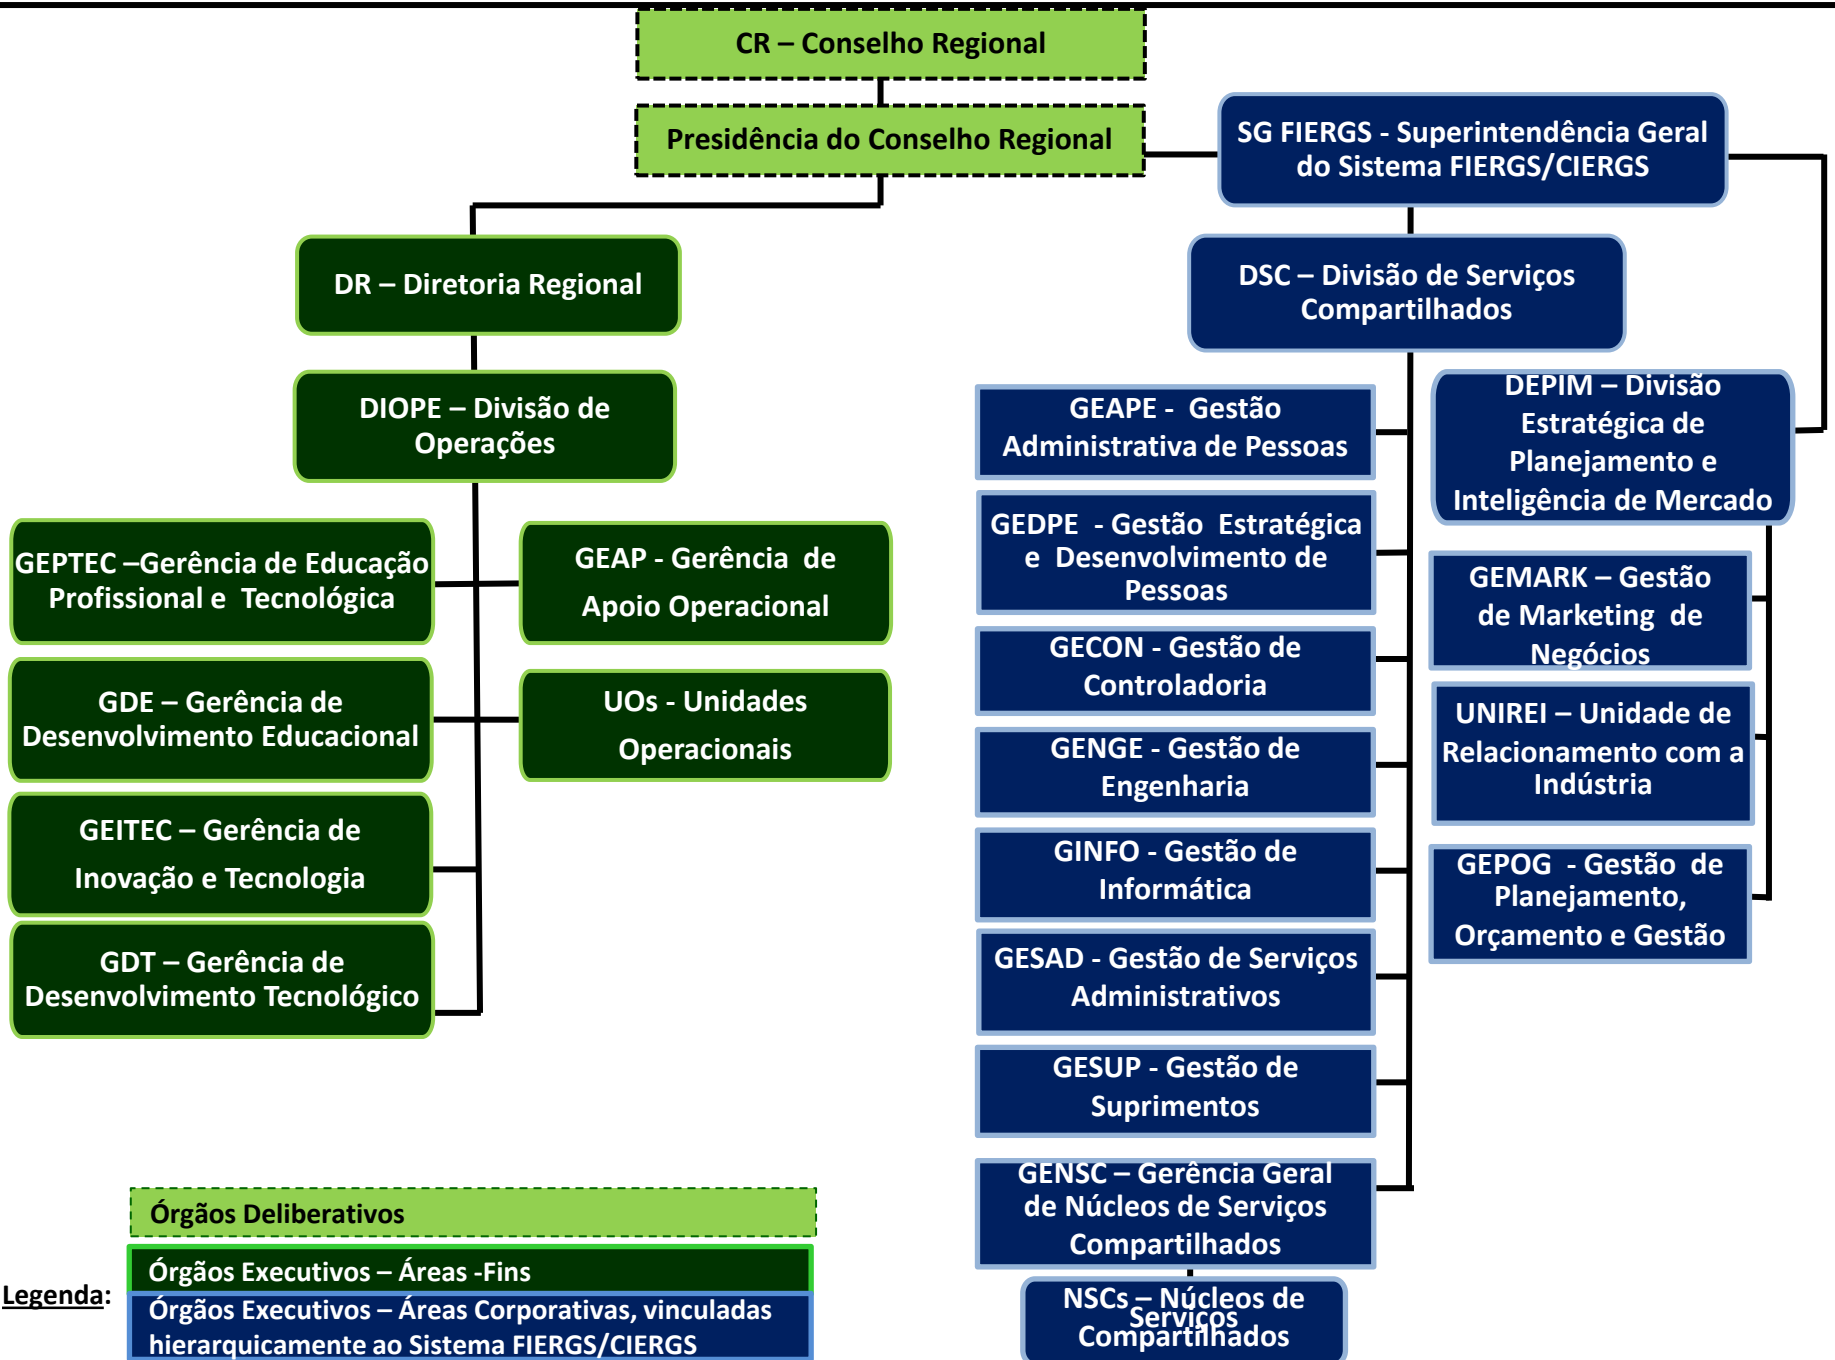 CR – Conselho Regional
Presidência do Conselho Regional
SG FIERGS - Superintendência Geral
do Sistema FIERGS/CIERGS
DR – Diretoria Regional
DSC – Divisão de Serviços
Compartilhados
DIOPE – Divisão de
Operações
GEPTEC –Gerência de Educação
Profissional e Tecnológica
GEAP - Gerência de
Apoio Operacional
GDE – Gerência de
Desenvolvimento Educacional
UOs - Unidades
Operacionais
GEITEC – Gerência de
Inovação e Tecnologia
GDT – Gerência de
Desenvolvimento Tecnológico
GEAPE - Gestão
Administrativa de Pessoas
GEDPE - Gestão Estratégica
e Desenvolvimento de
Pessoas
GECON - Gestão de
Controladoria
GENGE - Gestão de
Engenharia
GINFO - Gestão de
Informática
GESAD - Gestão de Serviços
Administrativos
GESUP - Gestão de
Suprimentos
GENSC – Gerência Geral
de Núcleos de Serviços
Compartilhados
NSCs – Núcleos de
Serviços
Compartilhados
DEPIM – Divisão
Estratégica de
Planejamento e
Inteligência de Mercado
GEMARK – Gestão
de Marketing de
Negócios
UNIREI – Unidade de
Relacionamento com a
Indústria
GEPOG - Gestão de
Planejamento,
Orçamento e Gestão
Legenda:
Órgãos Deliberativos
Órgãos Executivos – Áreas -Fins
Órgãos Executivos – Áreas Corporativas, vinculadas
hierarquicamente ao Sistema FIERGS/CIERGS